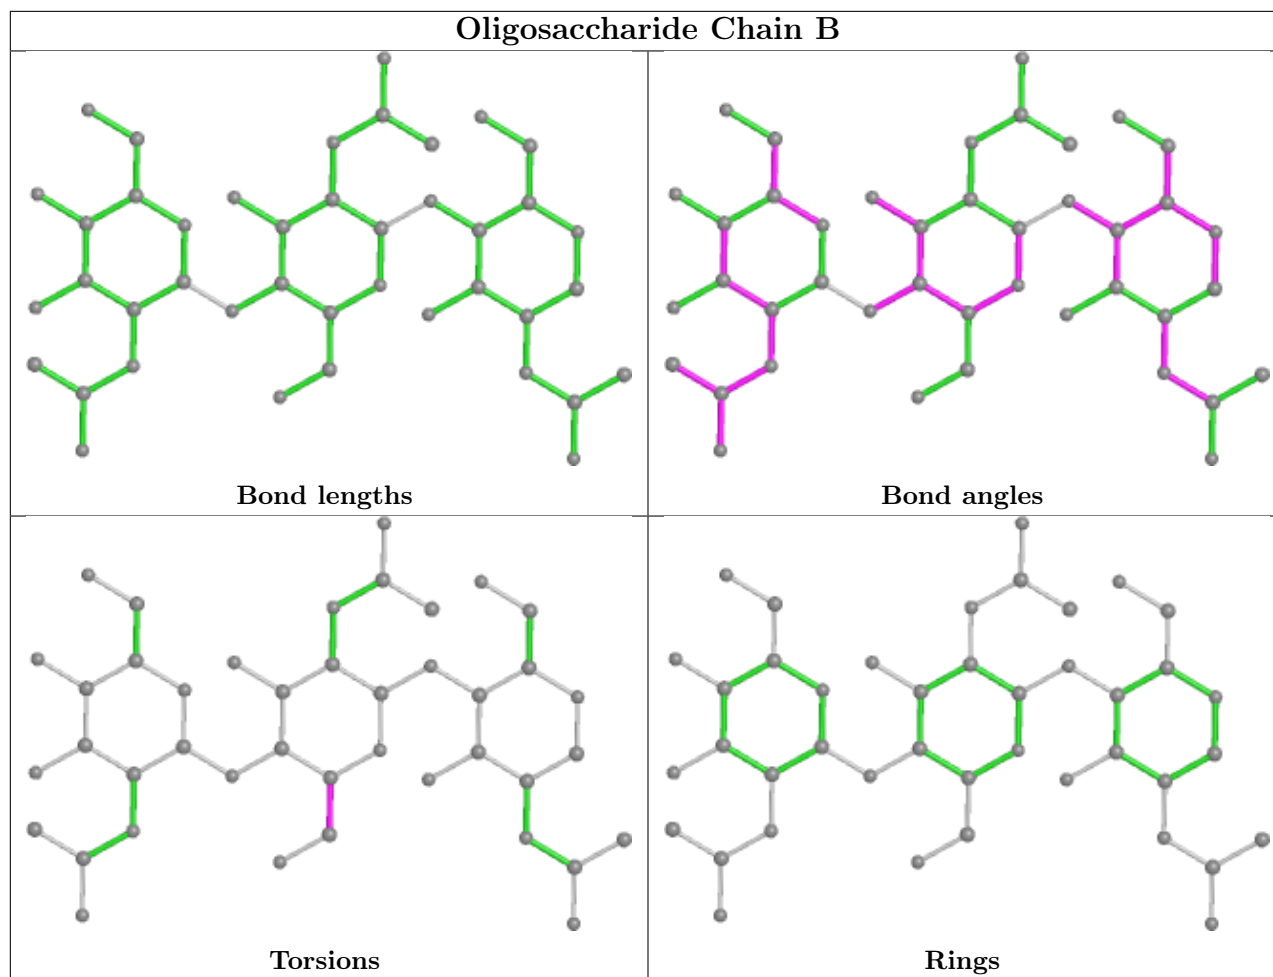 Oligosaccharide Chain B
Bond lengths
Bond angles
Torsions
Rings